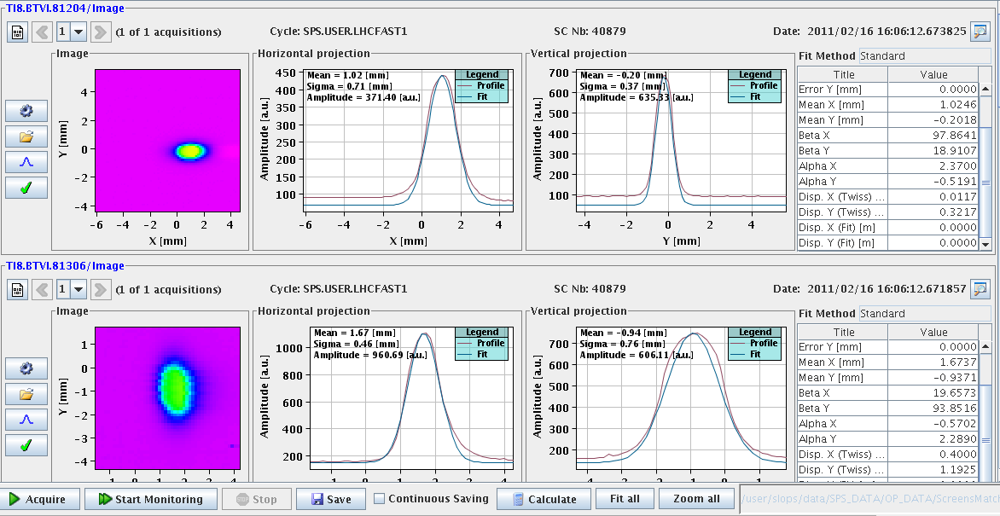 TI8.BTVI.81204/Image
1 (1 of 1 acquisitions) Cycle: SPS.USER.LHCFAST1 SC Nb: 40879 Date: 2011/02/16 16:06:12.673825
Image
Y [mm]
4
2
0
-2
-4
-6 -4 -2 0 2 4
X [mm]
Horizontal projection
Mean = 1.02 [mm]
Sigma = 0.71 [mm]
Amplitude = 371.40 [a.u.]
Legend
Profile
Fit
Amplitude [a.u.]
450
400
350
300
250
200
150
100
-6 -4 -2 0 2 4
X [mm]
Vertical projection
Mean = -0.20 [mm]
Sigma = 0.37 [mm]
Amplitude = 635.33 [a.u.]
Legend
Profile
Fit
Amplitude [a.u.]
700
600
500
400
300
200
100
-4 -2 0 2 4
Y [mm]
Fit Method Standard
Title Value
Error Y [mm] 0.0000
Mean X [mm] 1.0246
Mean Y [mm] -0.2018
Beta X 97.8641
Beta Y 18.9107
Alpha X 2.3700
Alpha Y -0.5191
Disp. X (Twiss) ... 0.0117
Disp. Y (Twiss) ... 0.3217
Disp. X (Fit) [m] 0.0000
Disp. Y (Fit) [m] 0.0000
TI8.BTVI.81306/Image
1 (1 of 1 acquisitions) Cycle: SPS.USER.LHCFAST1 SC Nb: 40879 Date: 2011/02/16 16:06:12.671857
Image
Y [mm]
1
0
-1
-2
-3
-4
Horizontal projection
Mean = 1.67 [mm]
Sigma = 0.46 [mm]
Amplitude = 960.69 [a.u.]
Legend
Profile
Fit
Amplitude [a.u.]
1000
800
600
400
200
Vertical projection
Mean = -0.94 [mm]
Sigma = 0.76 [mm]
Amplitude = 606.11 [a.u.]
Legend
Profile
Fit
Amplitude [a.u.]
700
600
500
400
300
200
Fit Method Standard
Title Value
Error Y [mm] 0.0000
Mean X [mm] 1.6737
Mean Y [mm] -0.9371
Beta X 19.6573
Beta Y 93.8516
Alpha X -0.5702
Alpha Y 2.2890
Disp. X (Twiss) ... 0.4000
Disp. Y (Twiss) ... 1.1925
Acquire Start Monitoring Stop Save Continuous Saving Calculate Fit all Zoom all /user/slops/data/SPS_DATA/OP_DATA/ScreensMatc